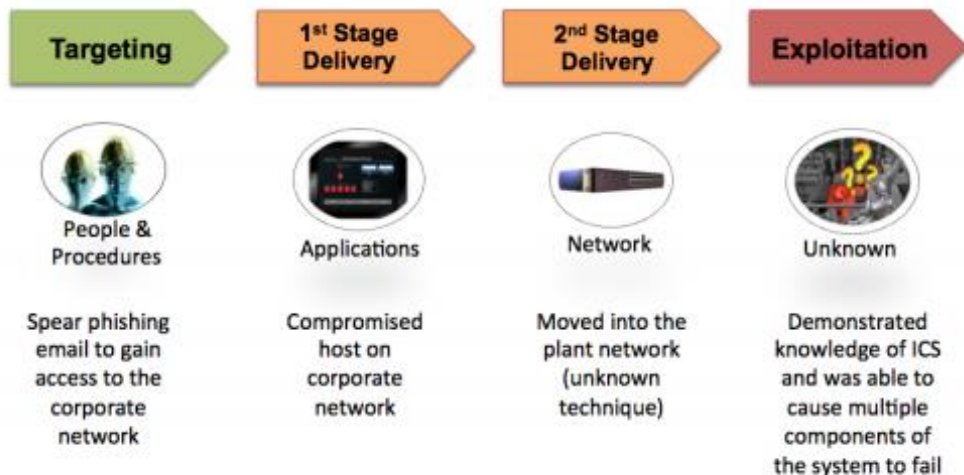 Targeting
1st Stage
Delivery
2nd Stage
Delivery
Exploitation
People &
Procedures
Applications
Network
Unknown
Spear phishing
email to gain
access to the
corporate
network
Compromised
host on
corporate
network
Moved into the
plant network
(unknown
technique)
Demonstrated
knowledge of ICS
and was able to
cause multiple
components of
the system to fail